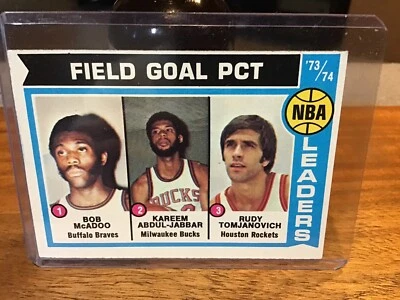 FIELD GOAL PCT
'73/
/74
NBA
LEADERS
1
BOB
McADOO
Buffalo Braves
BUCKS
2
KAREEM
ABDUL-JABBAR
Milwaukee Bucks
3
RUDY
TOMJANOVICH
Houston Rockets